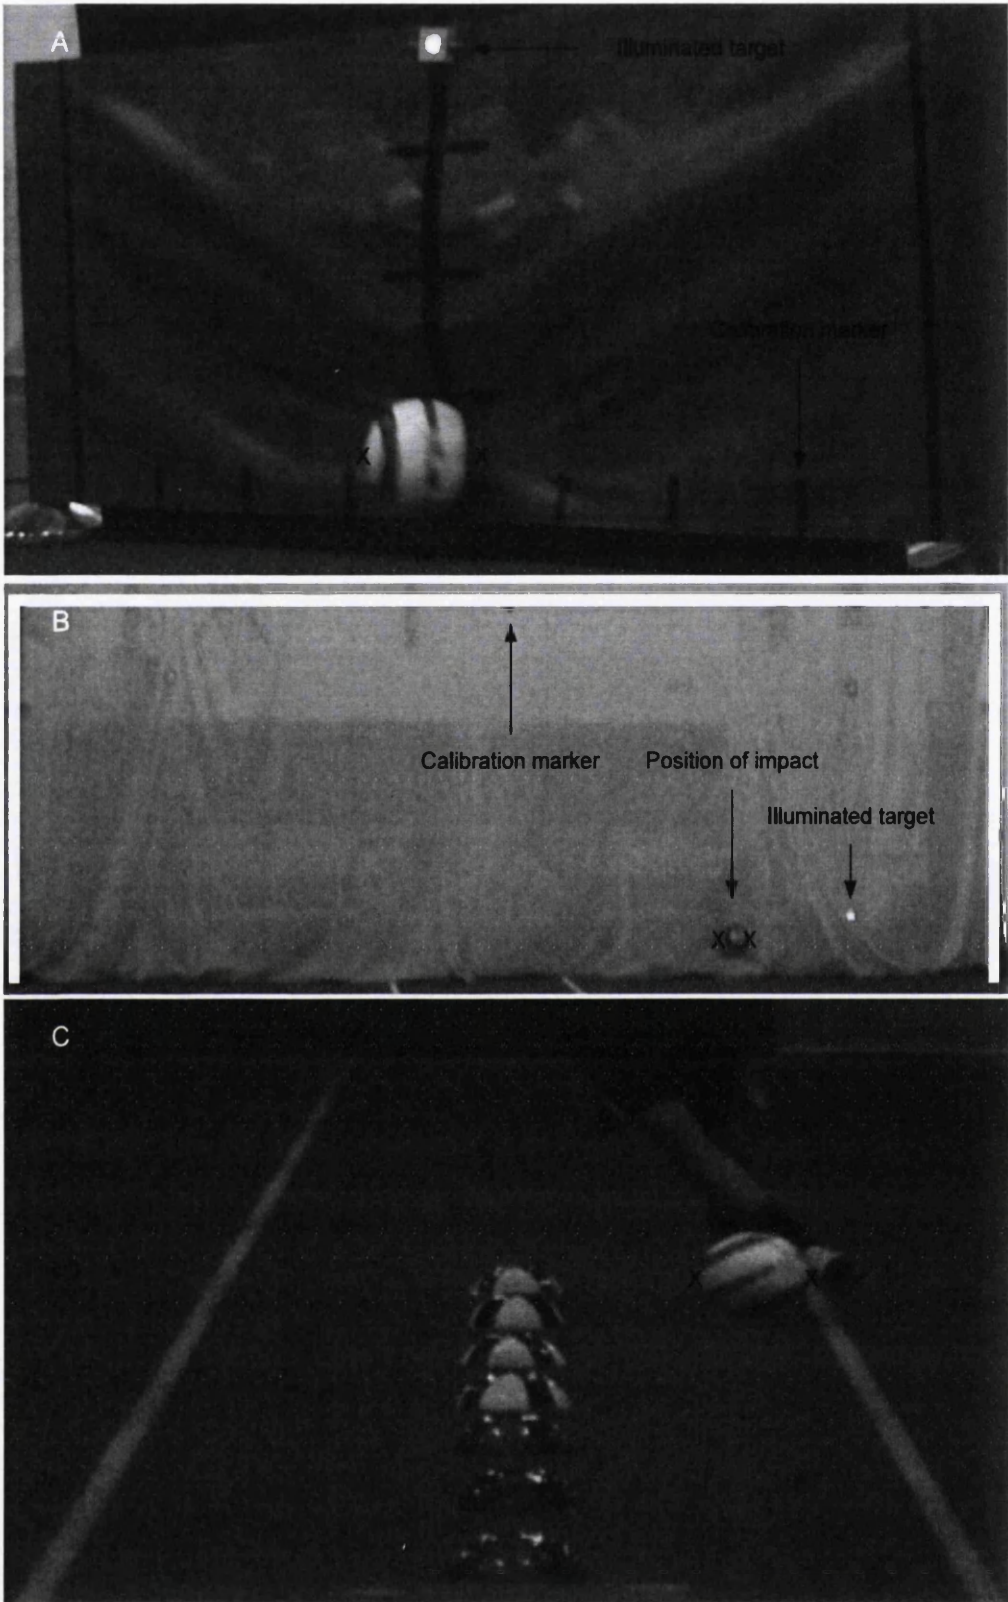 A
Illuminated target
Calibration marker
X X
B
Calibration marker
Position of impact
Illuminated target
X X
C
X X